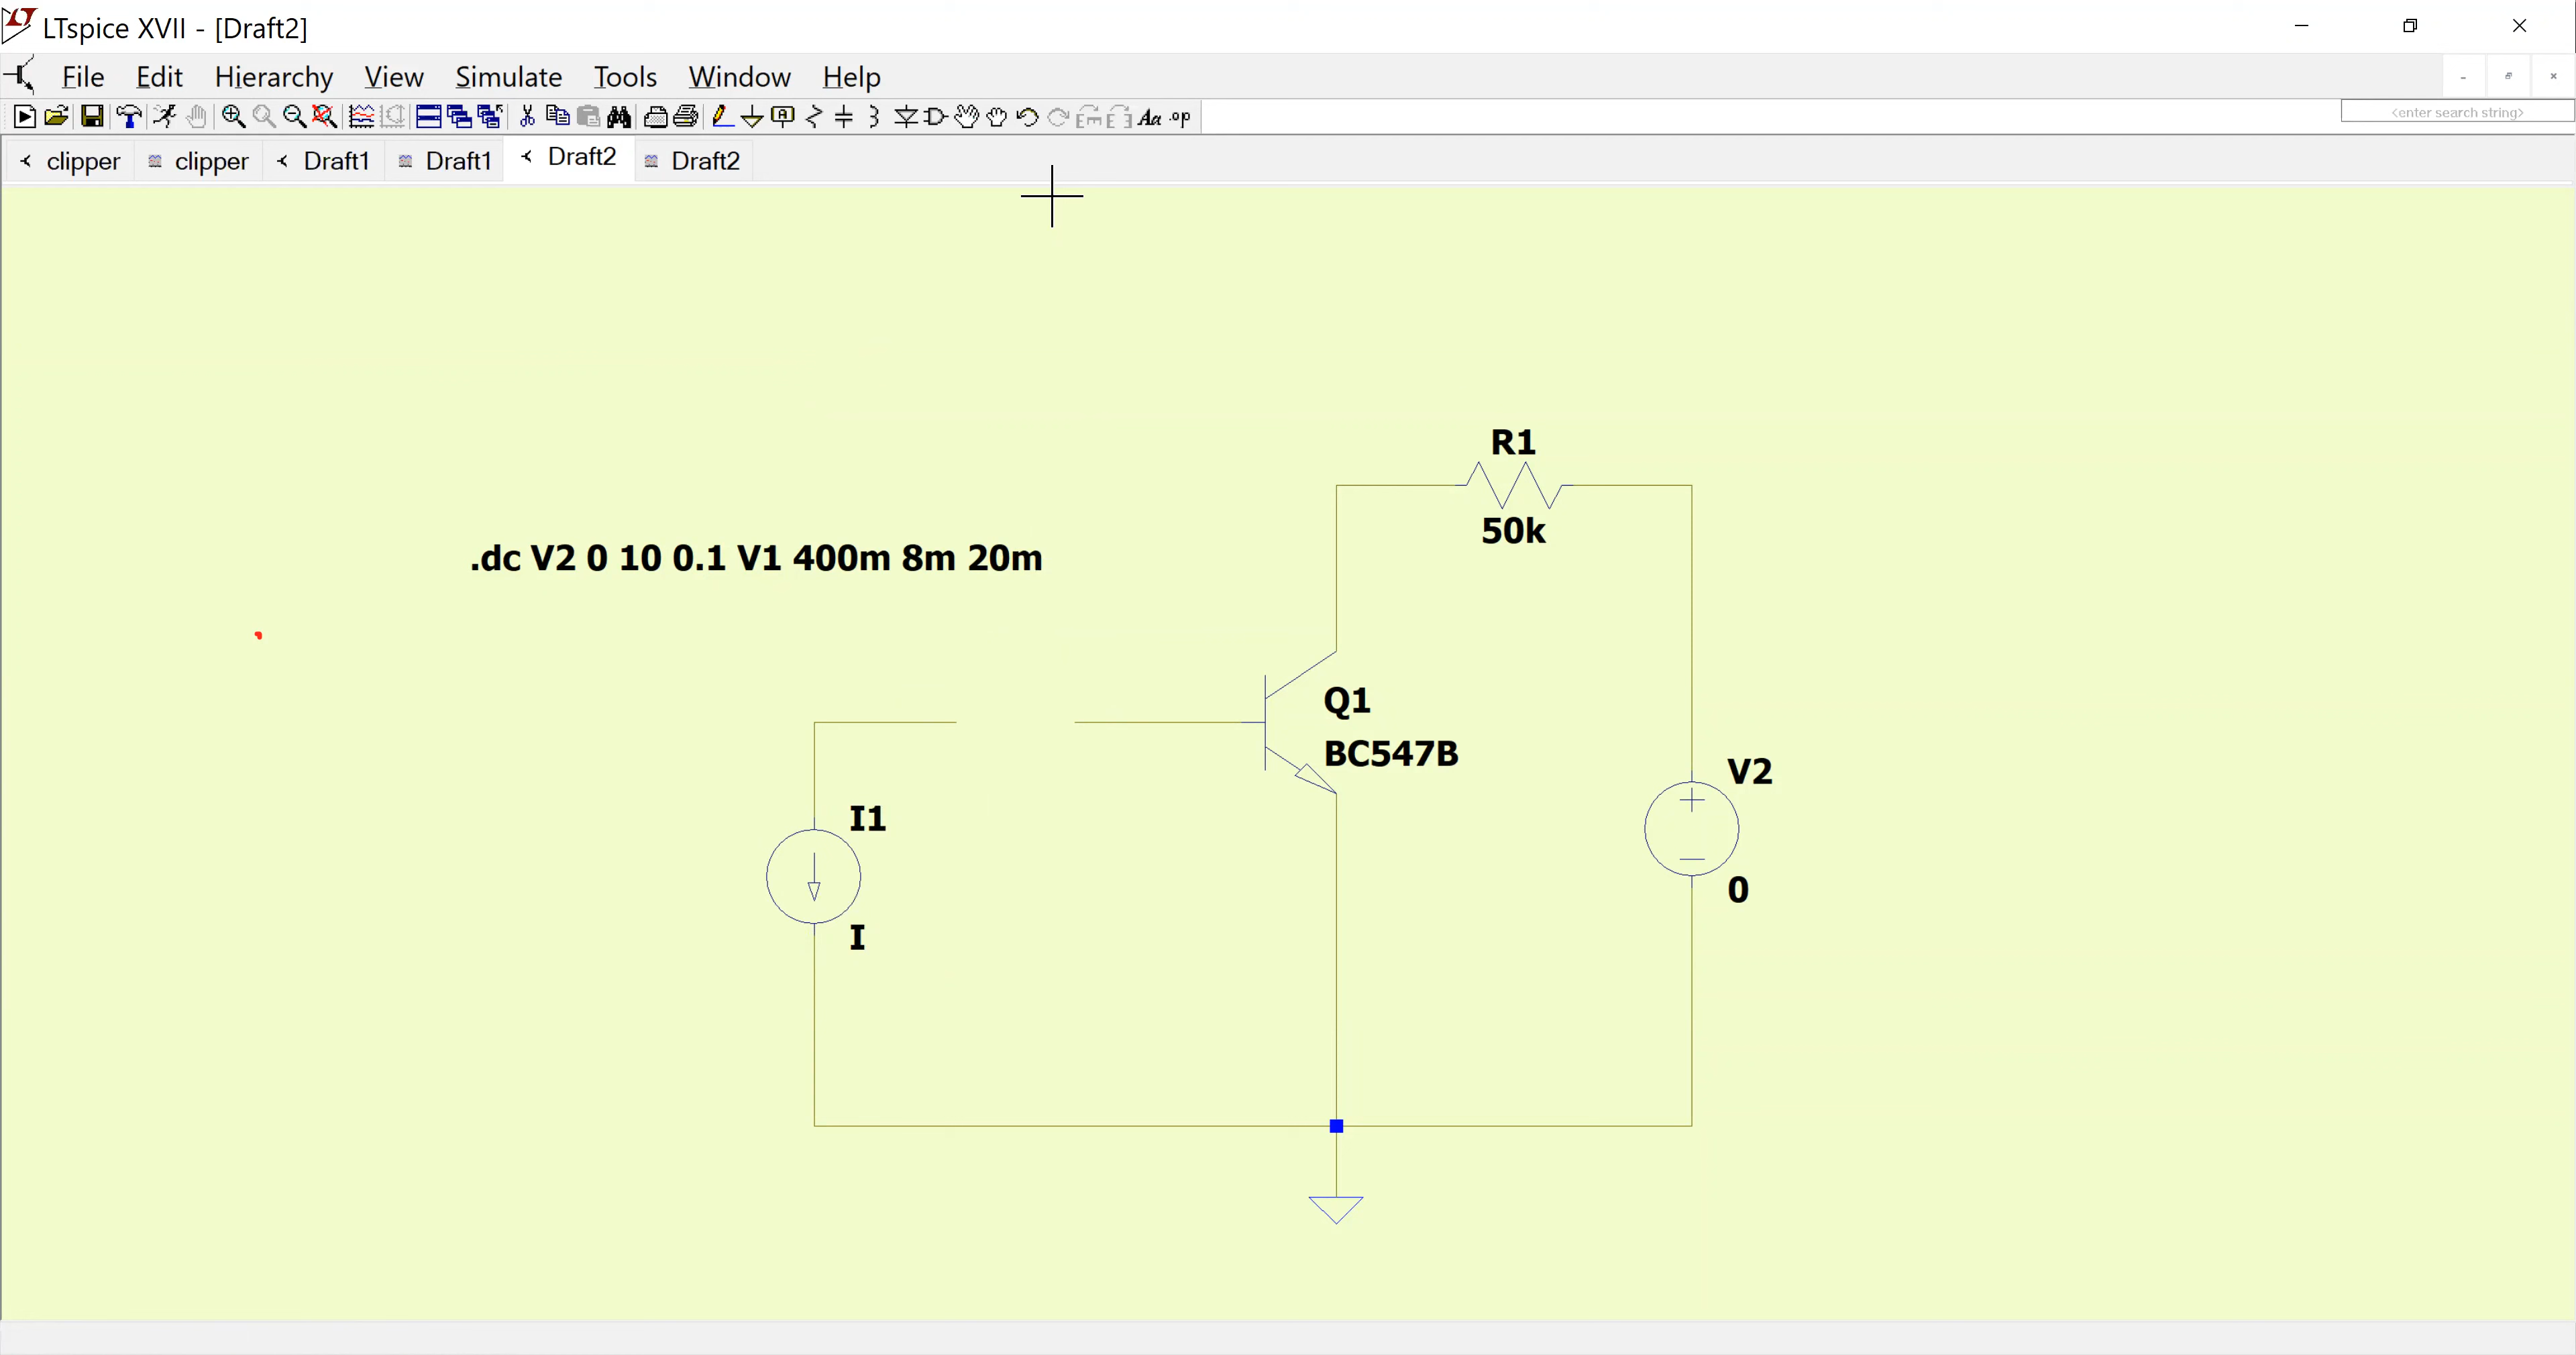 LTspice XVII - [Draft2]
File Edit Hierarchy View Simulate Tools Window Help
<enter search string>
clipper clipper Draft1 Draft1 Draft2 Draft2
R1
50k
.dc V2 0 10 0.1 V1 400m 8m 20m
Q1
BC547B
V2
0
I1
I